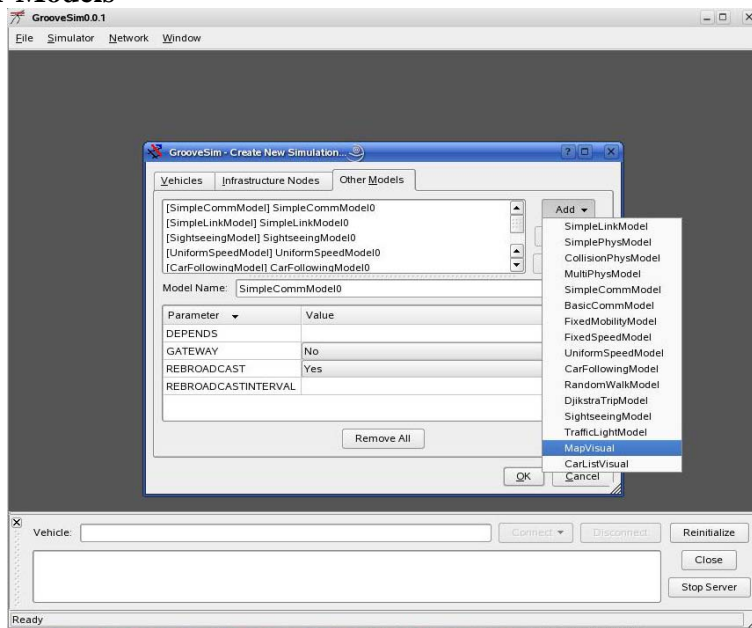 GrooveSim0.0.1
File Simulator Network Window
GrooveSim - Create New Simulation...
Vehicles Infrastructure Nodes Other Models
[SimpleCommModel] SimpleCommModel0
[SimpleLinkModel] SimpleLinkModel0
[SightseeingModel] SightseeingModel0
[UniformSpeedModel] UniformSpeedModel0
[CarFollowingModel] CarFollowingModel0
Add
SimpleLinkModel
SimplePhysModel
CollisionPhysModel
MultiPhysModel
SimpleCommModel
BasicCommModel
FixedMobilityModel
FixedSpeedModel
UniformSpeedModel
CarFollowingModel
RandomWalkModel
DjikstraTripModel
SightseeingModel
TrafficLightModel
MapVisual
CarListVisual
Model Name: SimpleCommModel0
Parameter Value
DEPENDS
GATEWAY No
REBROADCAST Yes
REBROADCASTINTERVAL
Remove All
OK Cancel
Vehicle: Connect Disconnect Reinitialize
Close
Stop Server
Ready